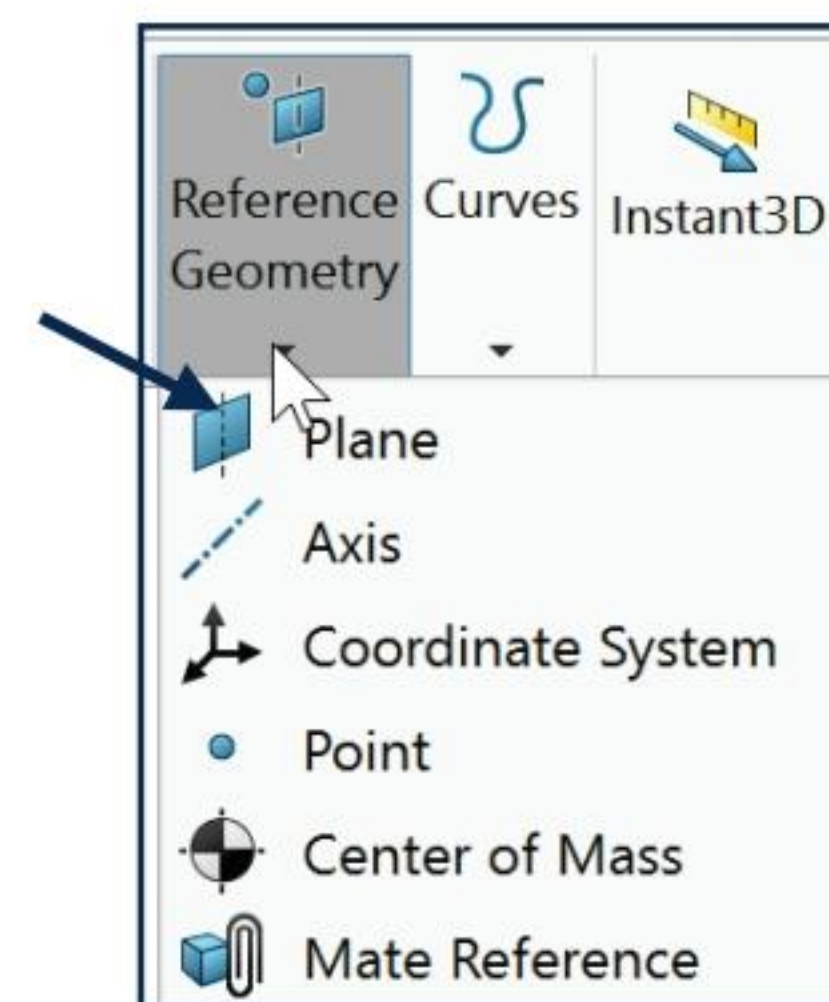 Reference
Geometry
Curves
Instant3D
Plane
Axis
Coordinate System
Point
Center of Mass
Mate Reference